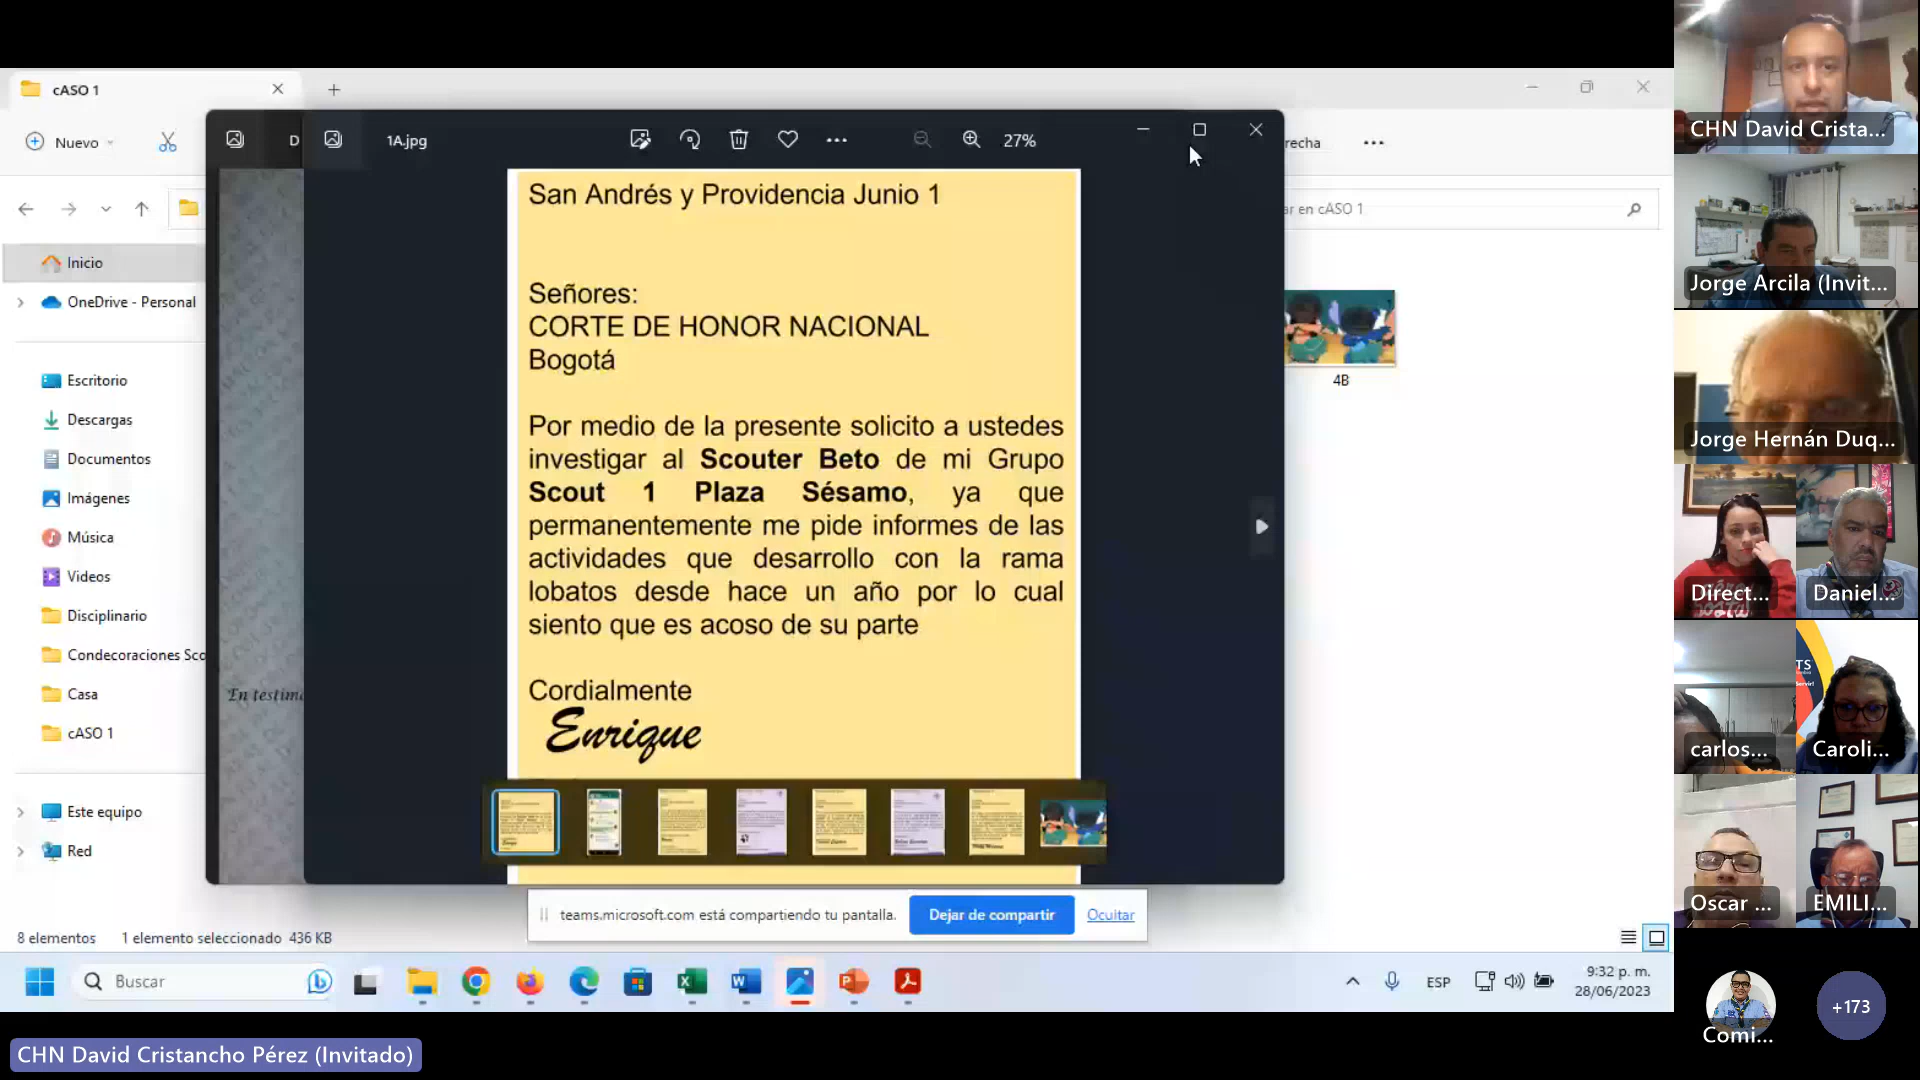 cASO 1
Nuevo
D
1A.jpg
27%
recha
ar en cASO 1
Inicio
OneDrive - Personal
Escritorio
Descargas
Documentos
Imágenes
Música
Videos
Disciplinario
Condecoraciones Sco
Casa
cASO 1
Este equipo
Red
En testim
San Andrés y Providencia Junio 1
Señores:
CORTE DE HONOR NACIONAL
Bogotá
Por medio de la presente solicito a ustedes
investigar al Scouter Beto de mi Grupo
Scout 1 Plaza Sésamo, ya que
permanentemente me pide informes de las
actividades que desarrollo con la rama
lobatos desde hace un año por lo cual
siento que es acoso de su parte
Cordialmente
Enrique
4B
teams.microsoft.com está compartiendo tu pantalla.
Dejar de compartir
Ocultar
8 elementos
1 elemento seleccionado 436 KB
Buscar
ESP
9:32 p. m.
28/06/2023
CHN David Cristancho Pérez (Invitado)
CHN David Crista...
Jorge Arcila (Invit...
Jorge Hernán Duq...
Direct...
Daniel...
carlos...
Caroli...
Oscar ...
EMILI...
Comi...
+173